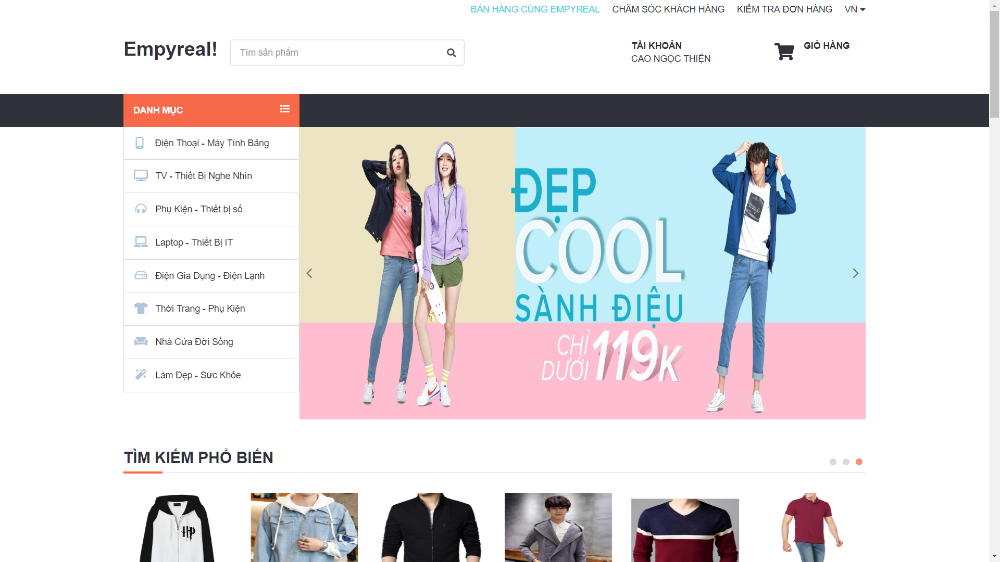 BÁN HÀNG CÙNG EMPYREAL CHĂM SÓC KHÁCH HÀNG KIỂM TRA ĐƠN HÀNG VN
Empyreal!
Tìm sản phẩm
TÀI KHOẢN
CAO NGỌC THIỆN
GIỎ HÀNG
DANH MỤC
Điện Thoại - Máy Tính Bảng
TV - Thiết Bị Nghe Nhìn
Phụ Kiện - Thiết bị số
Laptop - Thiết Bị IT
Điện Gia Dụng - Điện Lạnh
Thời Trang - Phụ Kiện
Nhà Cửa Đời Sống
Làm Đẹp - Sức Khỏe
ĐẸP
COOL
SÀNH ĐIỆU
CHỈ
DƯỚI 119K
TÌM KIẾM PHỔ BIẾN
HP